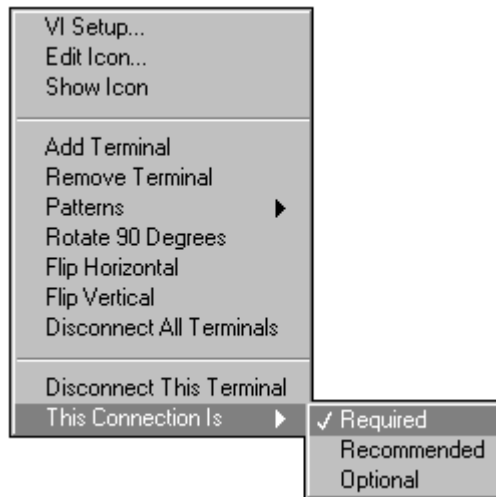 VI Setup...
Edit Icon...
Show Icon
Add Terminal
Remove Terminal
Patterns
Rotate 90 Degrees
Flip Horizontal
Flip Vertical
Disconnect All Terminals
Disconnect This Terminal
This Connection Is
✓ Required
Recommended
Optional